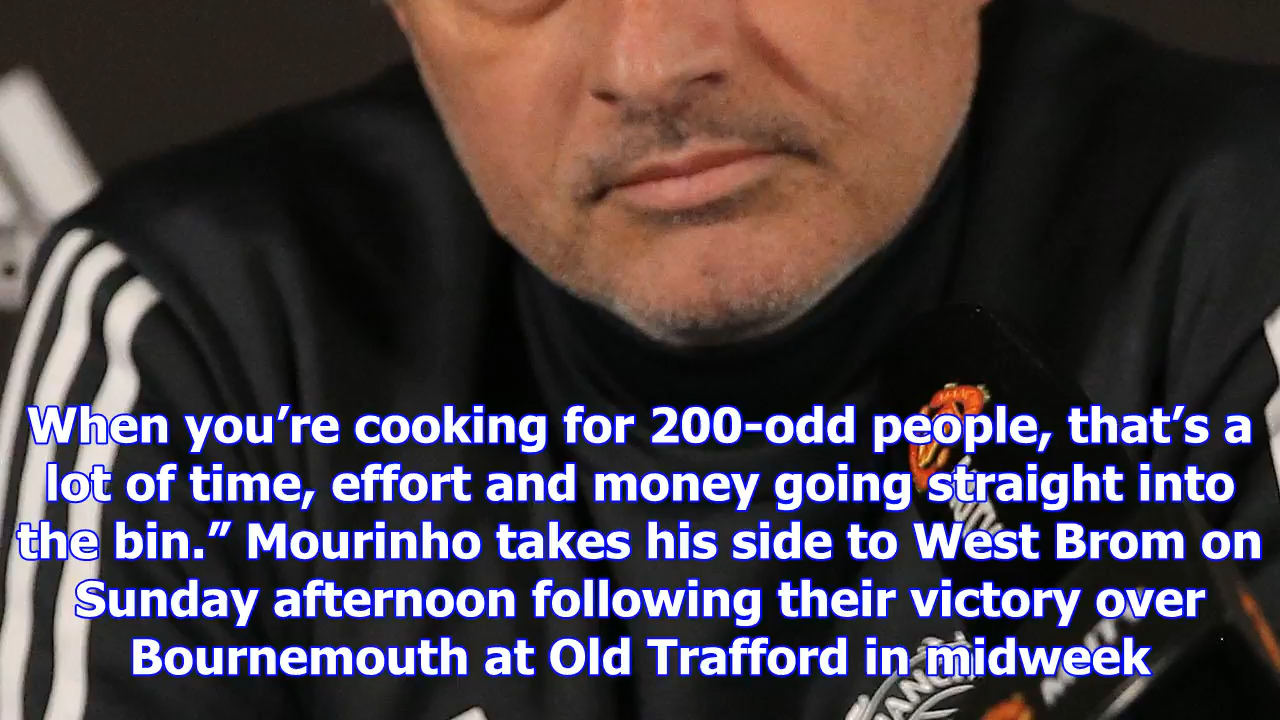 When you’re cooking for 200-odd people, that’s a
lot of time, effort and money going straight into
the bin.” Mourinho takes his side to West Brom on
Sunday afternoon following their victory over
Bournemouth at Old Trafford in midweek